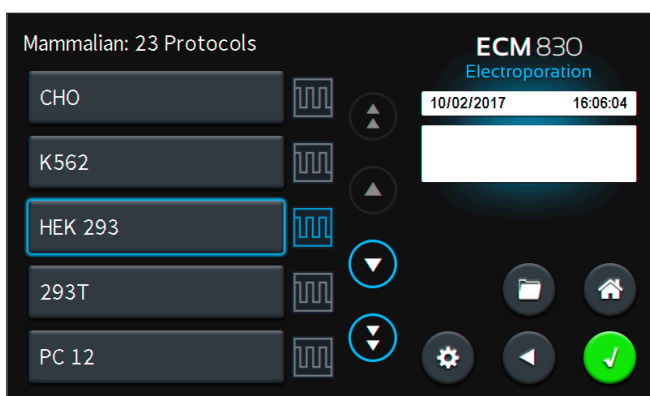 Mammalian: 23 Protocols
CHO
K562
HEK 293
293T
PC 12
ECM 830
Electroporation
10/02/2017 16:06:04